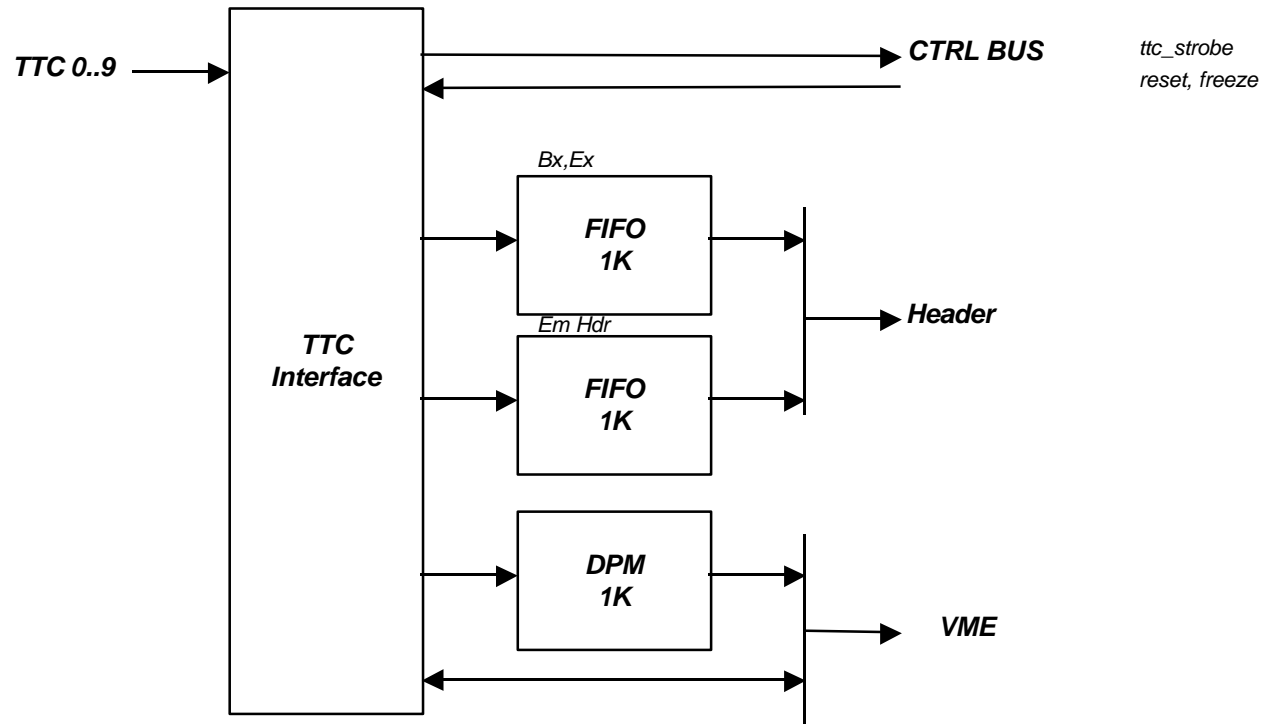 TTC 0..9
CTRL BUS
ttc_strobe
reset, freeze
Bx,Ex
FIFO
1K
Header
Em Hdr
TTC
Interface
FIFO
1K
DPM
1K
VME